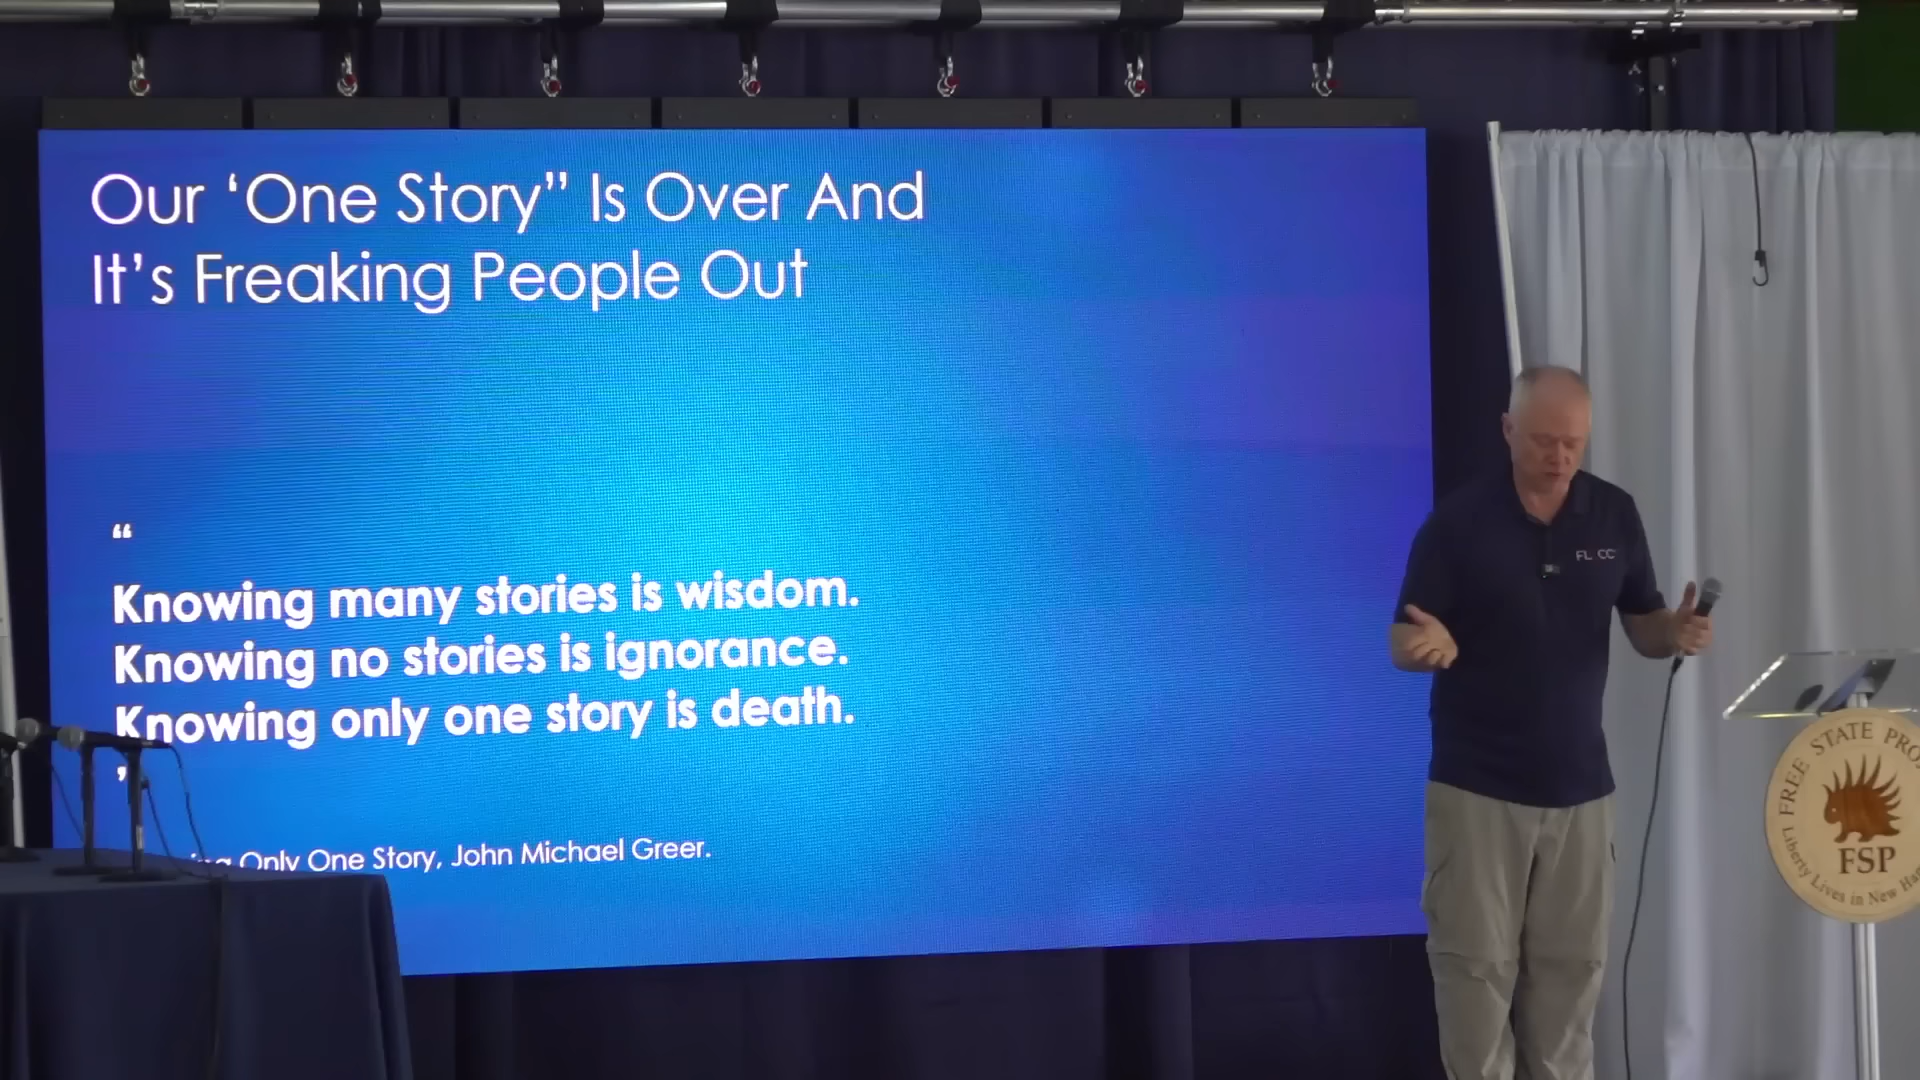 Our ‘One Story” Is Over And
It’s Freaking People Out
“
Knowing many stories is wisdom.
Knowing no stories is ignorance.
Knowing only one story is death.
Only One Story, John Michael Greer.
FL CC
FREE STATE
FSP
Liberty Lives in New